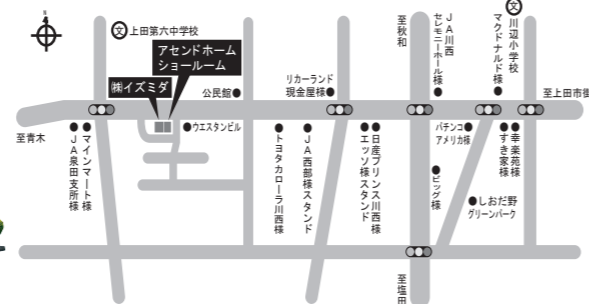 N
文 上田第六中学校
アセンドホーム
ショールーム
㈱イズミダ
公民館
リカーランド
現金屋様
至秋和
JA川西
セレモニーホール様
マクドナルド様
文 川辺小学校
至上田市街
至青木
JA泉田支所様
マインマート様
ウエスタンビル
トヨタカローラ川西様
JA西部様スタンド
エッソ様スタンド
日産プリンス川西様
パチンコ
アメリカ様
ビッグ様
すき家様
幸楽苑様
しおだ野
グリーンパーク
至塩田